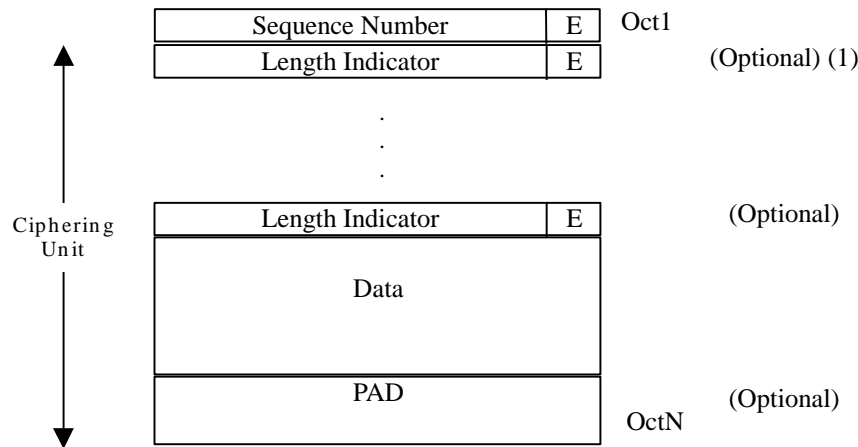 Sequence Number E Oct1
Length Indicator E (Optional) (1)
.
.
.
Length Indicator E (Optional)
Ciphering
Unit
Data
PAD (Optional)
OctN